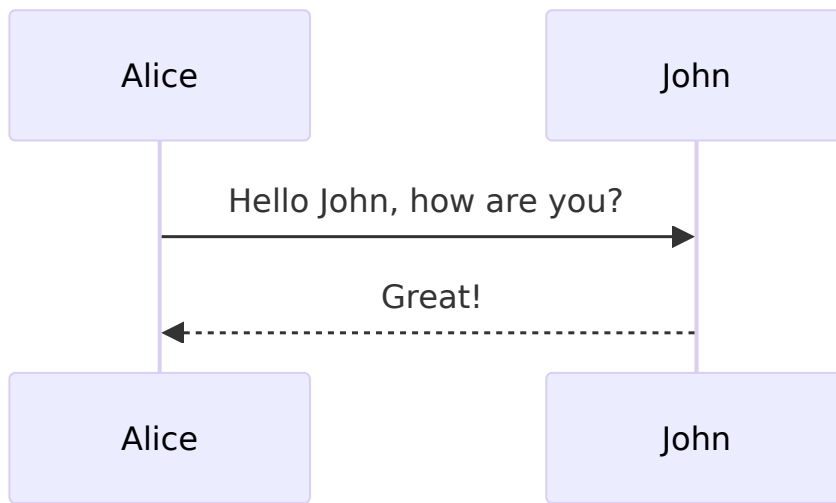 Alice
John
Hello John, how are you?
Great!
Alice
John